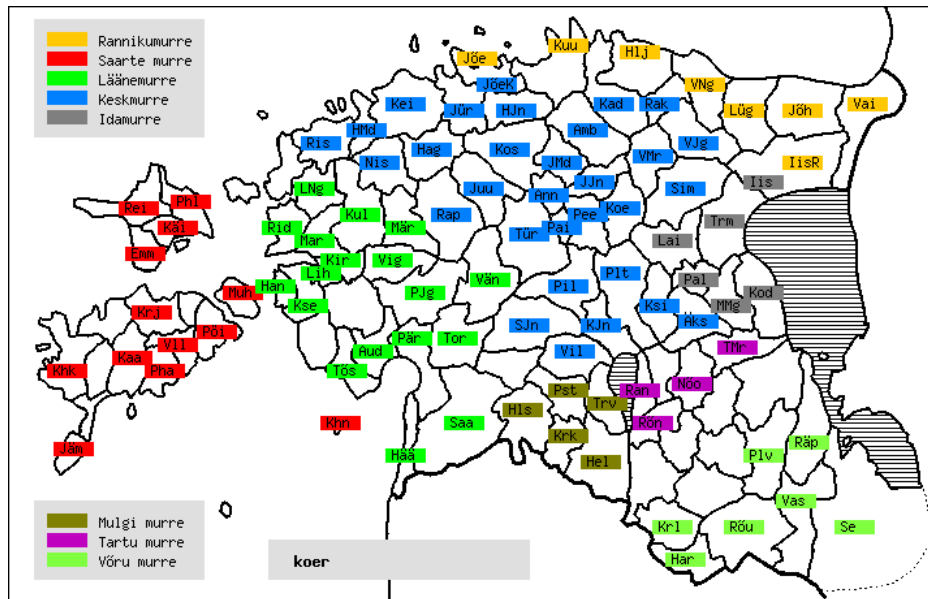 Rannikumurre
Saarte murre
Läänemurre
Keskmurre
Idamurre
Kuu
Hlj
Jõe
JõeK
VNg
Kei
Jür
HJn
Kad
Rak
Lüg
Jõh
Vai
HMd
Ris
Hag
Kos
Amb
VJg
Nis
JMd
VMr
IisR
LNg
Juu
Ann
JJn
Sim
Iis
Phl
Rei
Käl
Emm
Kul
Rap
Pee
Koe
Trm
Rid
Mar
Mär
Tür
Pai
Lai
Kir
Vig
Lih
Han
Muh
Kse
PJg
Vän
Pil
Plt
Pal
Kod
MMg
Krj
Pöi
Ksi
Äks
Vll
Kaa
Khk
Pha
Aud
Pär
Tor
SJn
KJn
Vil
TMr
Tõs
Pst
Trv
Ran
Nõo
Khn
Saa
Hls
Rõn
Krk
Jäm
Hää
Hel
Plv
Räp
Vas
Krl
Rõu
Se
Har
Mulgi murre
Tartu murre
Võru murre
koer